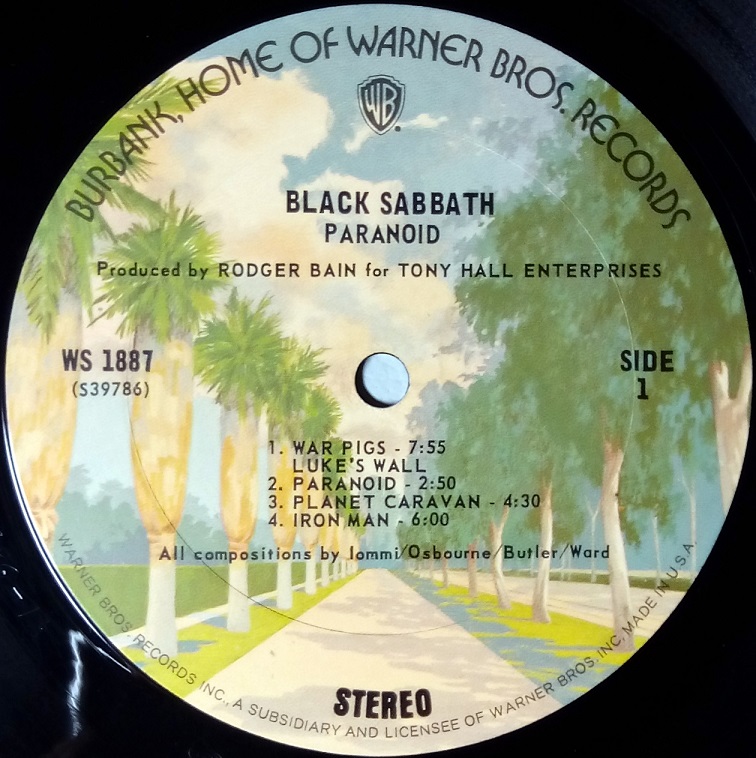 BURBANK, HOME OF WARNER BROS. RECORDS
WB
BLACK SABBATH
PARANOID
Produced by RODGER BAIN for TONY HALL ENTERPRISES
WS 1887
(S39786)
SIDE
1
1. WAR PIGS - 7:55
LUKE'S WALL
2. PARANOID - 2:50
3. PLANET CARAVAN - 4:30
4. IRON MAN - 6:00
All compositions by Iommi/Osbourne/Butler/Ward
STEREO
WARNER BROS. RECORDS INC., A SUBSIDIARY AND LICENSEE OF WARNER BROS. INC. MADE IN U.S.A.